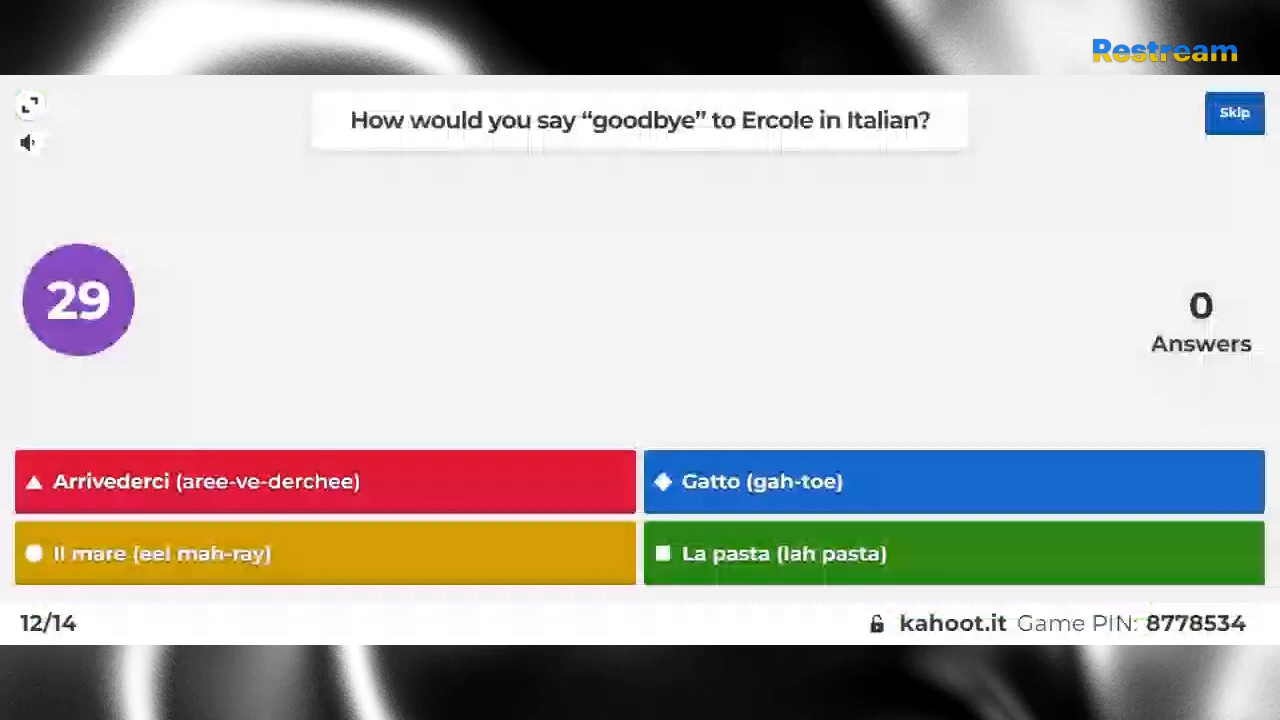 Restream
How would you say “goodbye” to Ercole in Italian?
Skip
29
0
Answers
Arrivederci (aree-ve-derchee)
Gatto (gah-toe)
Il mare (eel mah-ray)
La pasta (lah pasta)
12/14
kahoot.it Game PIN: 8778534